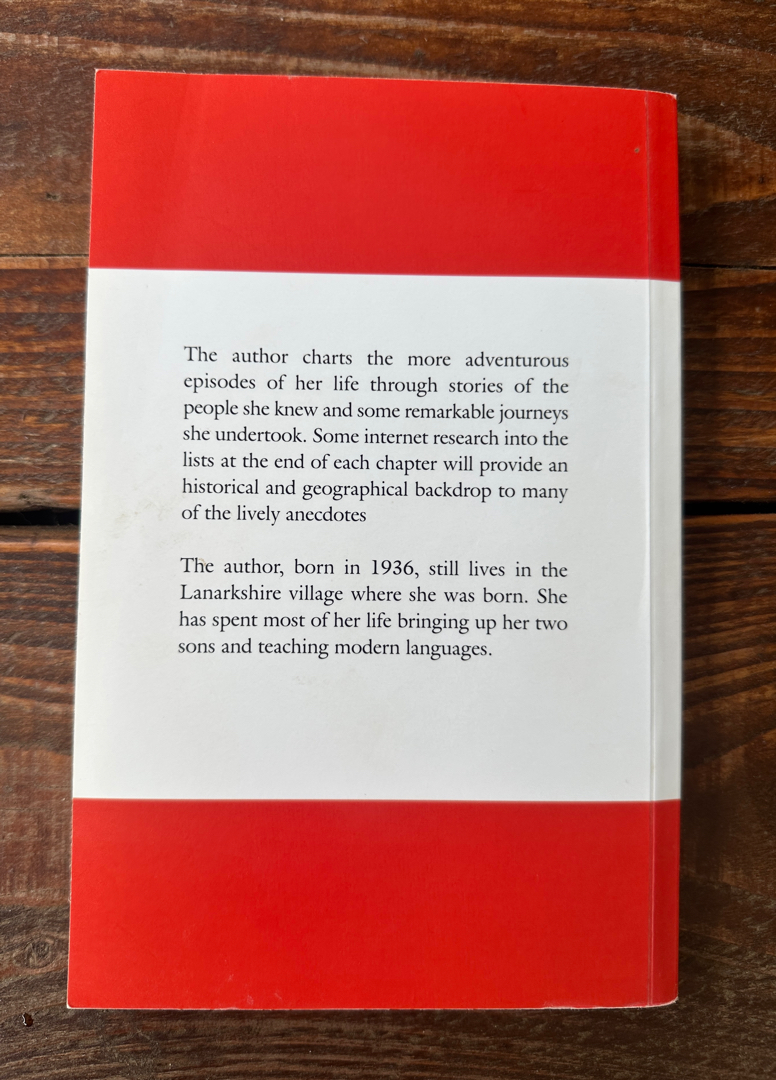 The author charts the more adventurous
episodes of her life through stories of the
people she knew and some remarkable journeys
she undertook. Some internet research into the
lists at the end of each chapter will provide an
historical and geographical backdrop to many
of the lively anecdotes
The author, born in 1936, still lives in the
Lanarkshire village where she was born. She
has spent most of her life bringing up her two
sons and teaching modern languages.